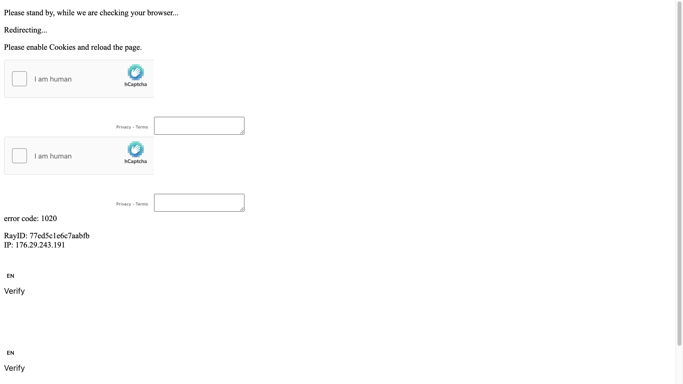 Please stand by, while we are checking your browser...
Redirecting...
Please enable Cookies and reload the page.
I am human
hCaptcha
Privacy - Terms
I am human
hCaptcha
Privacy - Terms
error code: 1020
RayID: 77ed5c1e6c7aabfb
IP: 176.29.243.191
EN
Verify
EN
Verify